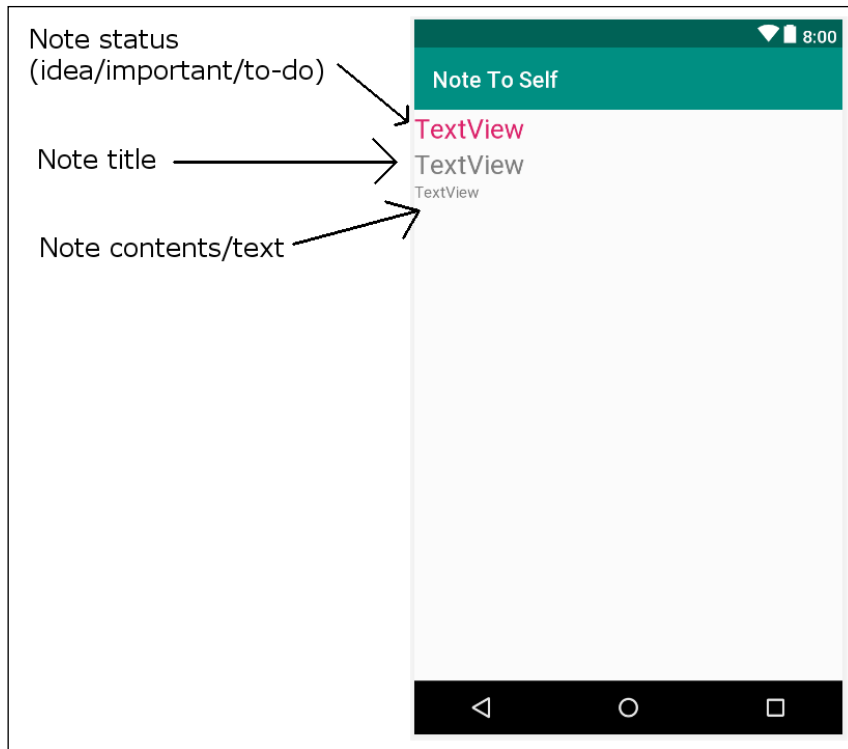 Note status
(idea/important/to-do)
Note title
Note contents/text
8:00
Note To Self
TextView
TextView
TextView